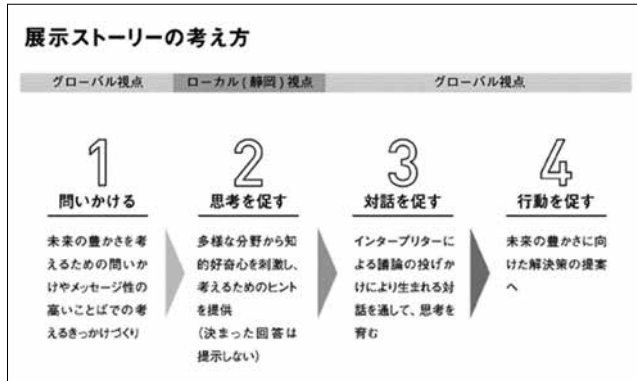 展示ストーリーの考え方
グローバル視点
ローカル(静岡)視点
グローバル視点
1
問いかける
未来の豊かさを考
えるための問いか
けやメッセージ性の
高いことばでの考
えるきっかけづくり
2
思考を促す
多様な分野から知
的好奇心を刺激し、
考えるためのヒント
を提供
(決まった回答は
提示しない)
3
対話を促す
インタープリターに
よる議論の投げか
けにより生まれる対
話を通して、思考を
育む
4
行動を促す
未来の豊かさに向
けた解決策の提案
へ